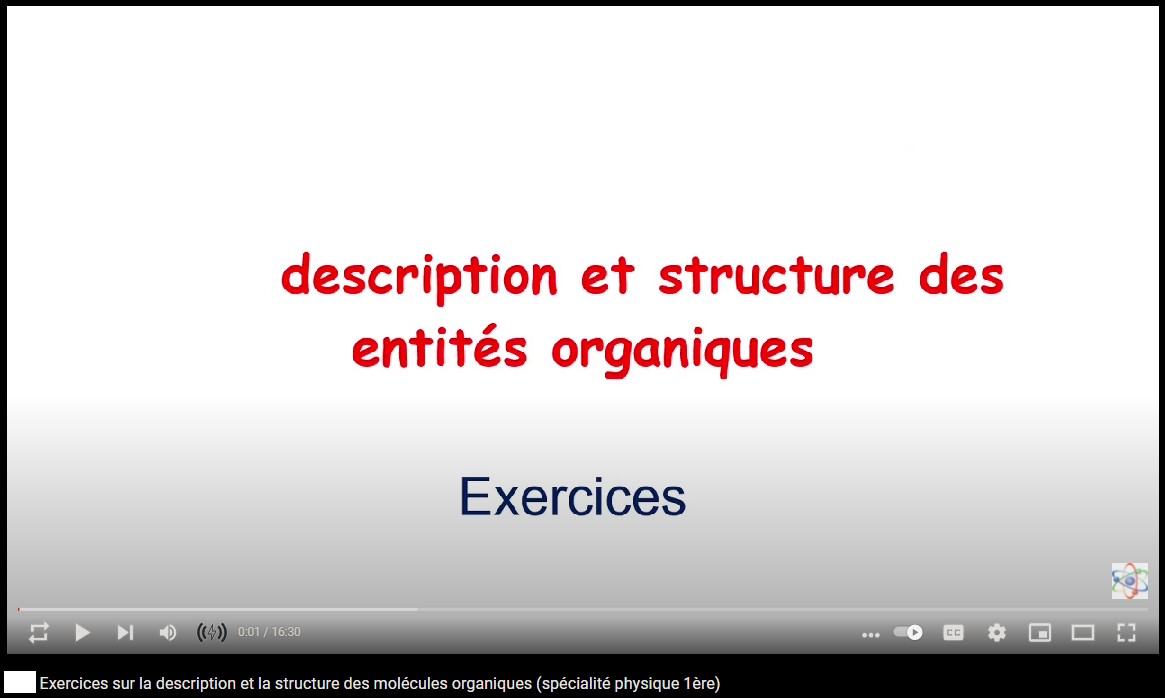 description et structure des
entités organiques
Exercices
0:01 / 16:30
CC
Exercices sur la description et la structure des molécules organiques (spécialité physique 1ère)